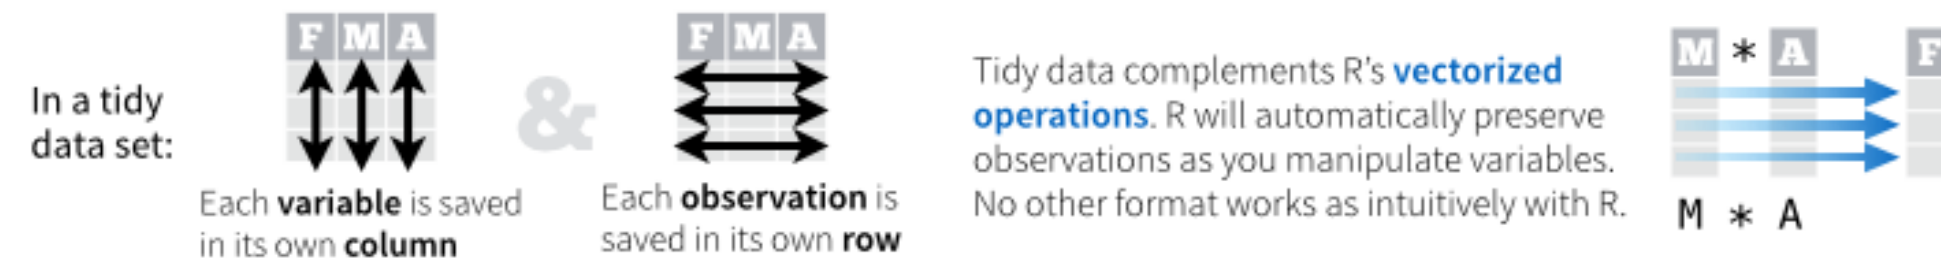 In a tidy
data set:
F M A
Each variable is saved
in its own column
&
F M A
Each observation is
saved in its own row
Tidy data complements R’s vectorized
operations. R will automatically preserve
observations as you manipulate variables.
No other format works as intuitively with R.
M * A F
M * A